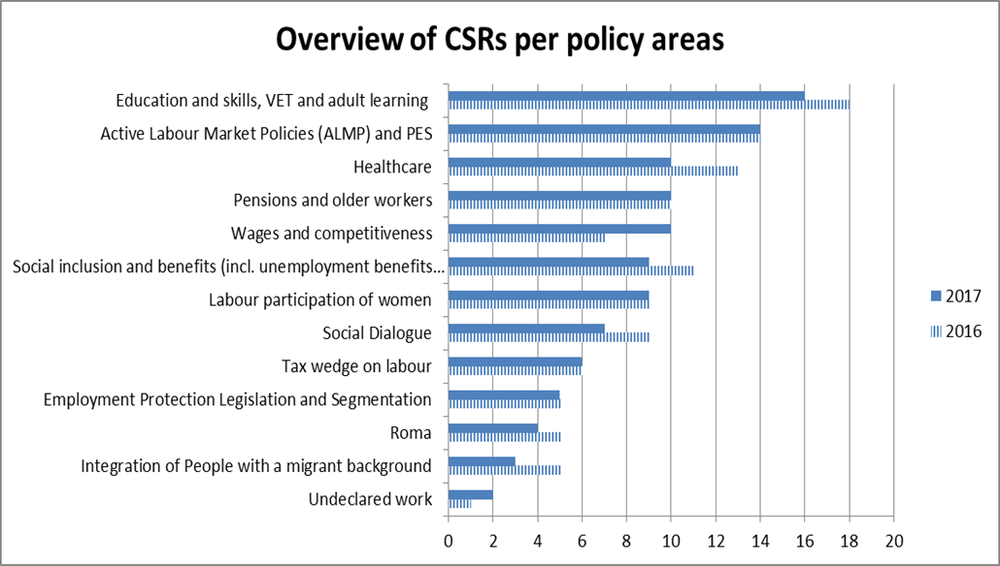 Overview of CSRs per policy areas
Education and skills, VET and adult learning
Active Labour Market Policies (ALMP) and PES
Healthcare
Pensions and older workers
Wages and competitiveness
Social inclusion and benefits (incl. unemployment benefits...
Labour participation of women
Social Dialogue
Tax wedge on labour
Employment Protection Legislation and Segmentation
Roma
Integration of People with a migrant background
Undeclared work
0 2 4 6 8 10 12 14 16 18 20
2017
2016